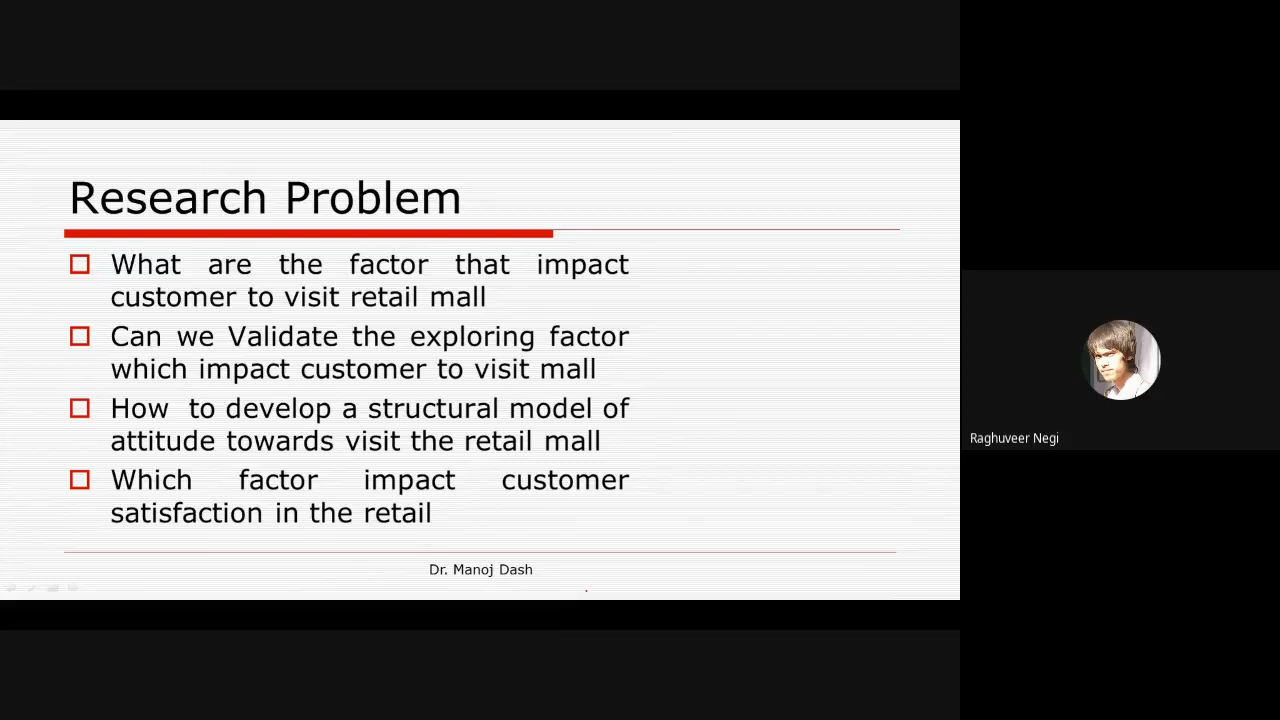 Research Problem
What are the factor that impact
customer to visit retail mall
Can we Validate the exploring factor
which impact customer to visit mall
How to develop a structural model of
attitude towards visit the retail mall
Which factor impact customer
satisfaction in the retail
Dr. Manoj Dash
Raghuveer Negi